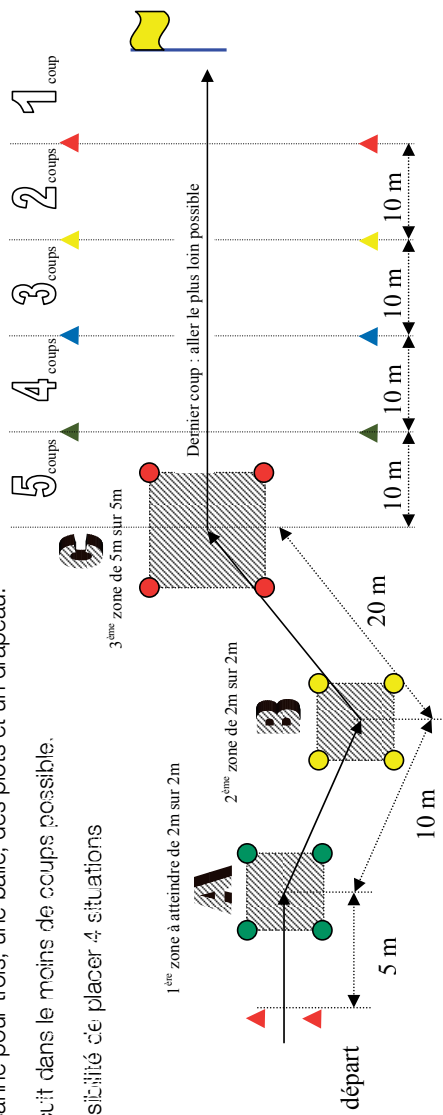 anne pour trois, une balle, des plots et un drapeau.
uit dans le moins de coups possible.
sibilité de placer 4 situations
5 coups
4 coups
3 coups
2 coups
1 coup
C
3ème zone de 5m sur 5m
Dernier coup : aller le plus loin possible
B
2ème zone de 2m sur 2m
A
1ère zone à atteindre de 2m sur 2m
départ
5 m
10 m
20 m
10 m
10 m
10 m
10 m